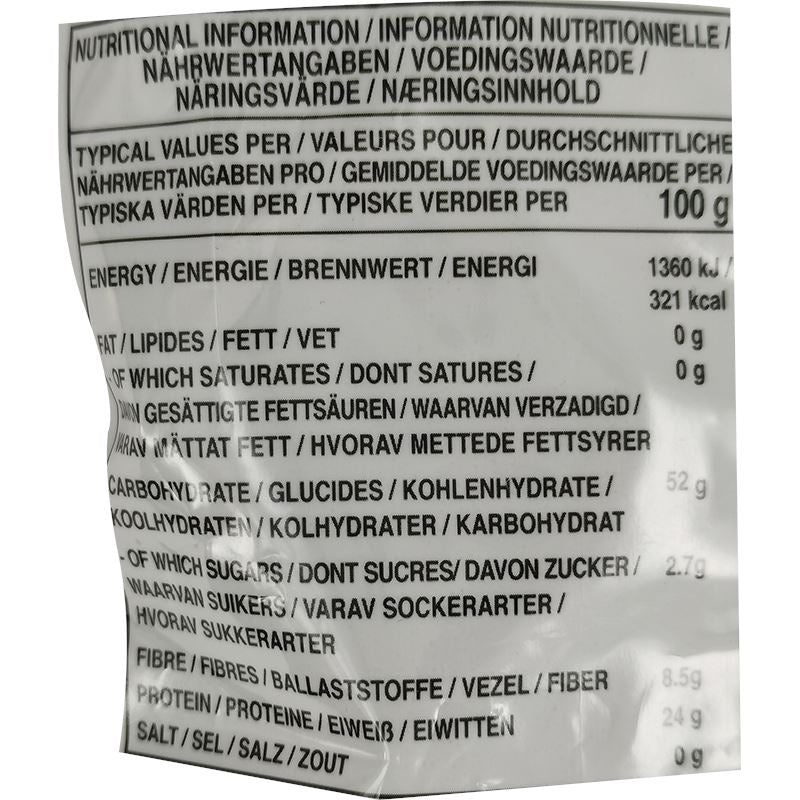 NUTRITIONAL INFORMATION / INFORMATION NUTRITIONNELLE /
NÄHRWERTANGABEN / VOEDINGSWAARDE /
NÄRINGSVÄRDE / NÆRINGSINNHOLD
TYPICAL VALUES PER / VALEURS POUR / DURCHSCHNITTLICHE
NÄHRWERTANGABEN PRO / GEMIDDELDE VOEDINGSWAARDE PER /
TYPISKA VÄRDEN PER / TYPISKE VERDIER PER 100 g
ENERGY / ENERGIE / BRENNWERT / ENERGI 1360 kJ /
321 kcal
FAT / LIPIDES / FETT / VET 0 g
- OF WHICH SATURATES / DONT SATURES / 0 g
DAVON GESÄTTIGTE FETTSÄUREN / WAARVAN VERZADIGD /
VARAV MÄTTAT FETT / HVORAV METTEDE FETTSYRER
CARBOHYDRATE / GLUCIDES / KOHLENHYDRATE / 52 g
KOOLHYDRATEN / KOLHYDRATER / KARBOHYDRAT
- OF WHICH SUGARS / DONT SUCRES/ DAVON ZUCKER / 2.7g
WAARVAN SUIKERS / VARAV SOCKERARTER /
HVORAV SUKKERARTER
FIBRE / FIBRES / BALLASTSTOFFE / VEZEL / FIBER 8.5g
PROTEIN / PROTEINE / EIWEIß / EIWITTEN 24 g
SALT / SEL / SALZ / ZOUT 0 g